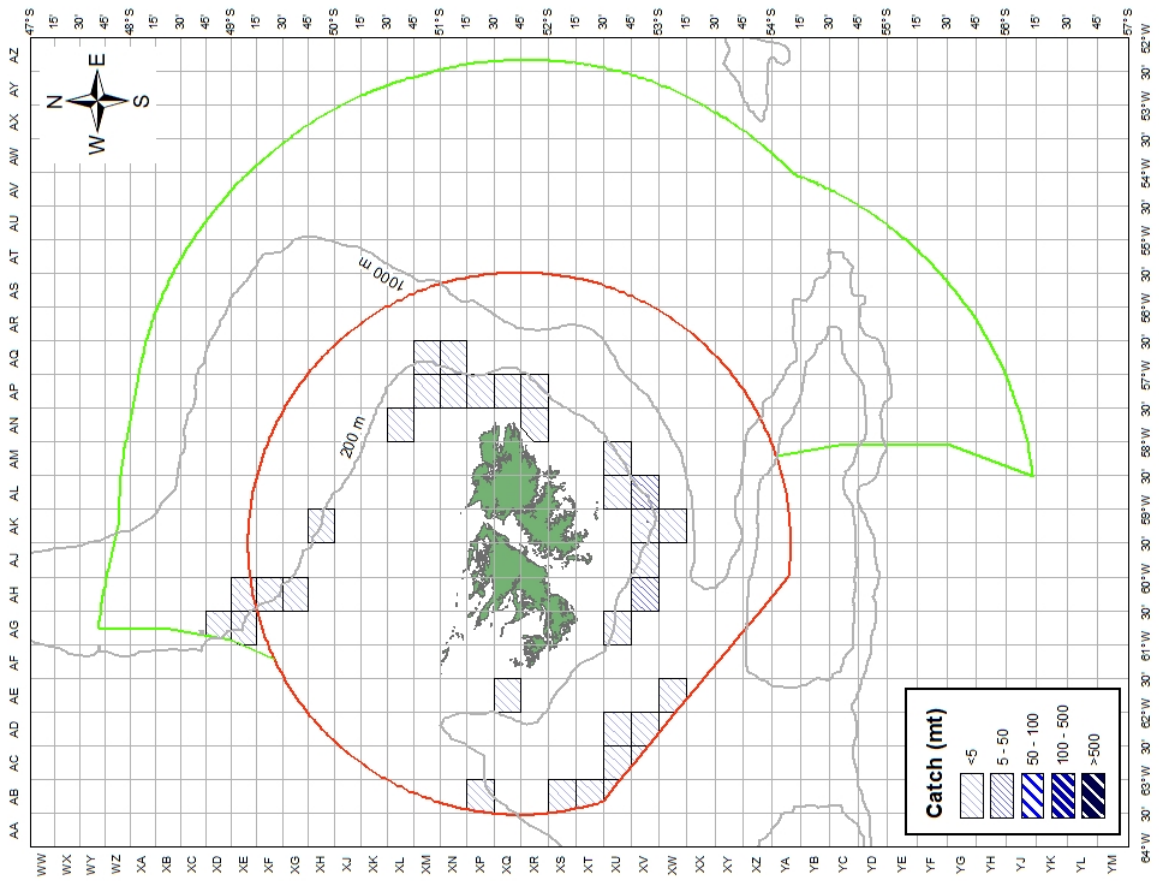 AA AB AC AD AE AF AG AH AJ AK AL AM AN AP AQ AR AS AT AU AV AW AX AY AZ
WW
WX
WY
WZ
XA
XB
XC
XD
XE
XF
XG
XH
XJ
XK
XL
XM
XN
XP
XQ
XR
XS
XT
XU
XV
XW
XX
XY
XZ
YA
YB
YC
YD
YE
YF
YG
YH
YJ
YK
YL
YM
N
W E
S
200 m
1000 m
Catch (mt)
<5
5 - 50
50 - 100
100 - 500
>500
47°S
15'
30'
45'
48°S
15'
30'
45'
49°S
15'
30'
45'
50°S
15'
30'
45'
51°S
15'
30'
45'
52°S
15'
30'
45'
53°S
15'
30'
45'
54°S
15'
30'
45'
55°S
15'
30'
45'
56°S
15'
30'
45'
57°S
64°W 30' 63°W 30' 62°W 30' 61°W 30' 60°W 30' 59°W 30' 58°W 30' 57°W 30' 56°W 30' 55°W 30' 54°W 30' 53°W 30' 52°W